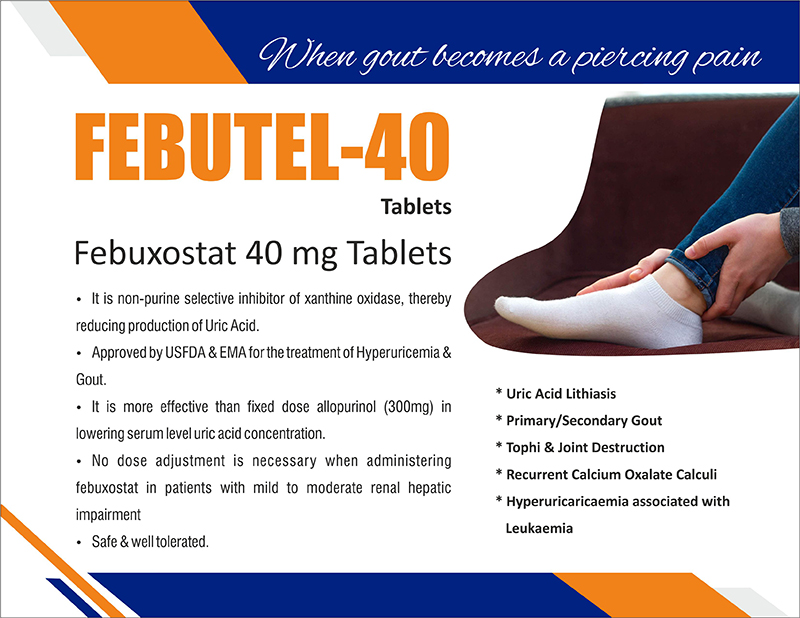 When gout becomes a piercing pain
FEBUTEL-40
Tablets
Febuxostat 40 mg Tablets
• It is non-purine selective inhibitor of xanthine oxidase, thereby
reducing production of Uric Acid.
• Approved by USFDA & EMA for the treatment of Hyperuricemia &
Gout.
• It is more effective than fixed dose allopurinol (300mg) in
lowering serum level uric acid concentration.
• No dose adjustment is necessary when administering
febuxostat in patients with mild to moderate renal hepatic
impairment
• Safe & well tolerated.
* Uric Acid Lithiasis
* Primary/Secondary Gout
* Tophi & Joint Destruction
* Recurrent Calcium Oxalate Calculi
* Hyperuricaricaemia associated with
Leukaemia